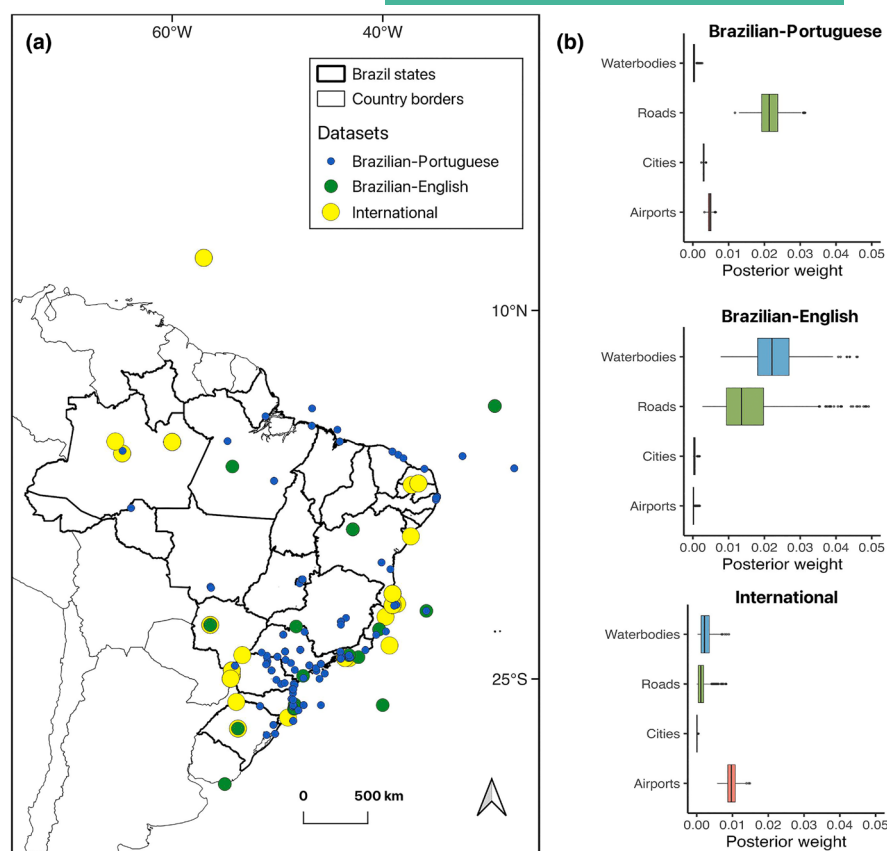 (a)
60°W
40°W
Brazil states
Country borders
Datasets
Brazilian-Portuguese
Brazilian-English
International
10°N
25°S
0
500 km
(b)
Brazilian-Portuguese
Waterbodies
Roads
Cities
Airports
0.00 0.01 0.02 0.03 0.04 0.05
Posterior weight
Brazilian-English
Waterbodies
Roads
Cities
Airports
0.00 0.01 0.02 0.03 0.04 0.05
Posterior weight
International
Waterbodies
Roads
Cities
Airports
0.00 0.01 0.02 0.03 0.04 0.05
Posterior weight